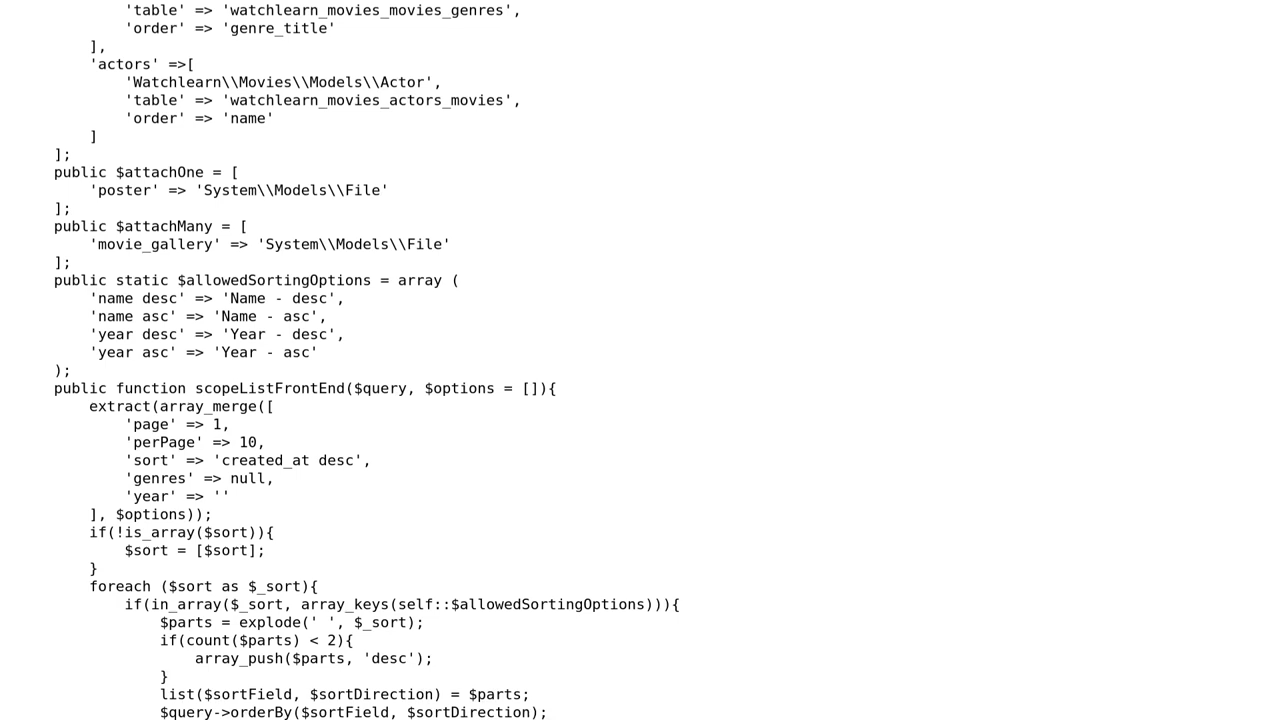 'table' => 'watchlearn_movies_movies_genres',
'order' => 'genre_title'
],
'actors' =>[
'Watchlearn\\Movies\\Models\\Actor',
'table' => 'watchlearn_movies_actors_movies',
'order' => 'name'
]
];
public $attachOne = [
'poster' => 'System\\Models\\File'
];
public $attachMany = [
'movie_gallery' => 'System\\Models\\File'
];
public static $allowedSortingOptions = array (
'name desc' => 'Name - desc',
'name asc' => 'Name - asc',
'year desc' => 'Year - desc',
'year asc' => 'Year - asc'
);
public function scopeListFrontEnd($query, $options = []){
extract(array_merge([
'page' => 1,
'perPage' => 10,
'sort' => 'created_at desc',
'genres' => null,
'year' => ''
], $options));
if(!is_array($sort)){
$sort = [$sort];
}
foreach ($sort as $_sort){
if(in_array($_sort, array_keys(self::$allowedSortingOptions))){
$parts = explode(' ', $_sort);
if(count($parts) < 2){
array_push($parts, 'desc');
}
list($sortField, $sortDirection) = $parts;
$query->orderBy($sortField, $sortDirection);